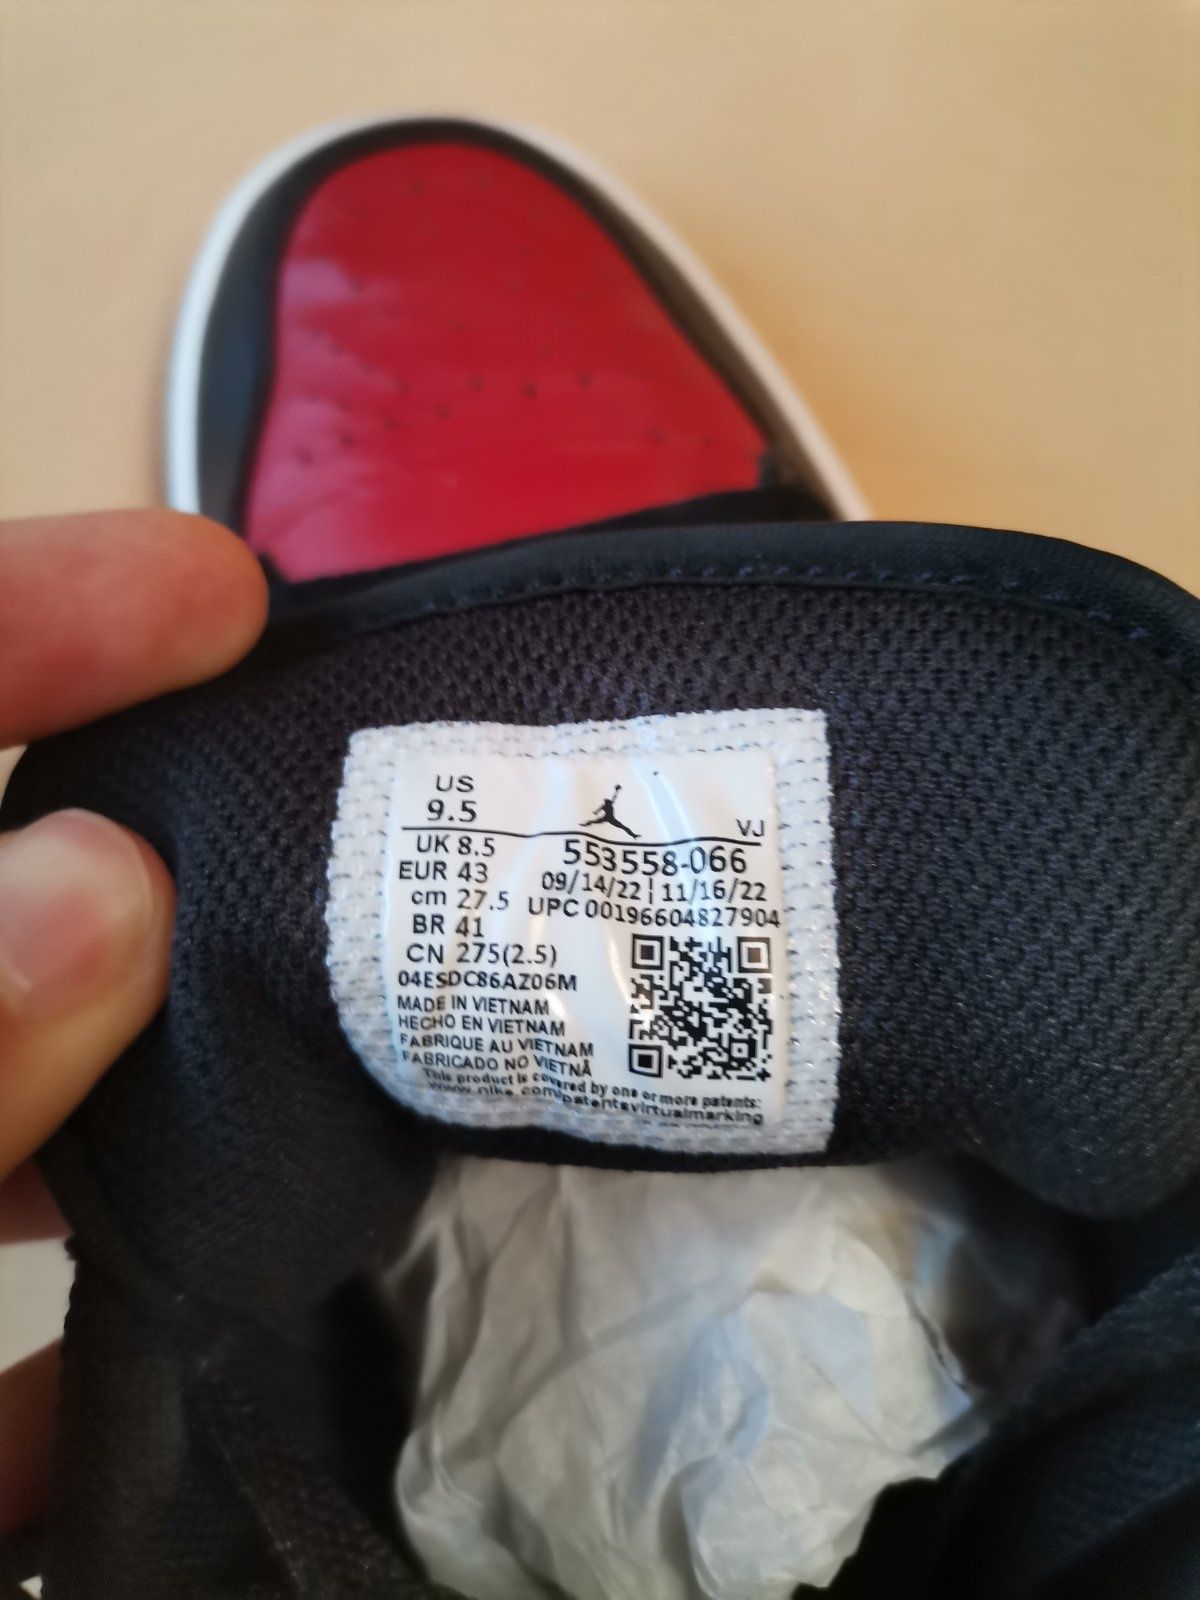 US
9.5
VJ
UK 8.5
553558-066
EUR 43
09/14/22 | 11/16/22
cm 27.5
UPC 00196604827904
BR 41
CN 275(2.5)
04ESDC86AZ06M
MADE IN VIETNAM
HECHO EN VIETNAM
FABRIQUE AU VIETNAM
FABRICADO NO VIETNÃ
This product is covered by one or more patents:
www.nike.com/patentsvirtualmarking